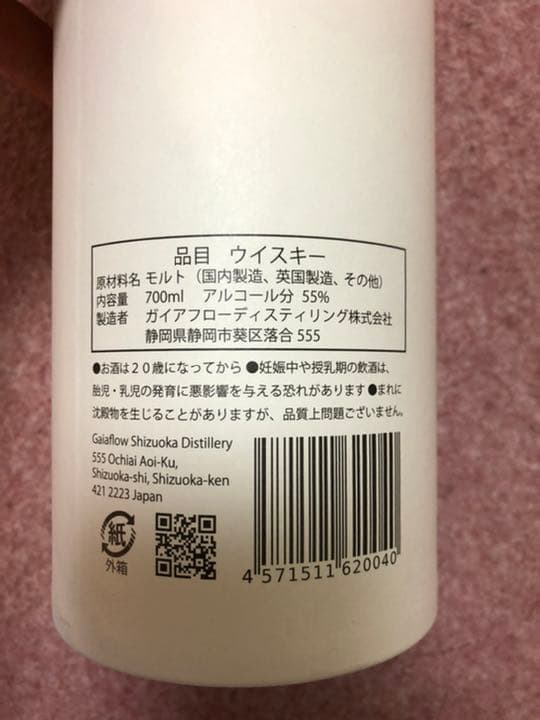 品目 ウイスキー
原材料名 モルト（国内製造、英国製造、その他）
内容量 700ml アルコール分 55%
製造者 ガイアフローディスティリング株式会社
静岡県静岡市葵区落合 555
●お酒は２０歳になってから ●妊娠中や授乳期の飲酒は、
胎児・乳児の発育に悪影響を与える恐れがあります ●まれに
沈殿物を生じることがありますが、品質上問題ございません。
Gaiaflow Shizuoka Distillery
555 Ochiai Aoi-Ku,
Shizuoka-shi, Shizuoka-ken
421 2223 Japan
紙
外箱
4 571511 620040